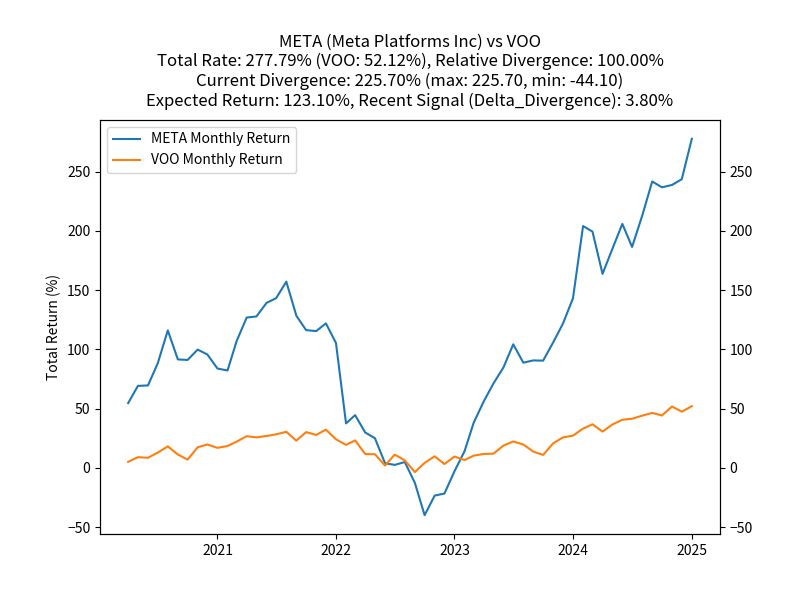 META (Meta Platforms Inc) vs VOO
Total Rate: 277.79% (VOO: 52.12%), Relative Divergence: 100.00%
Current Divergence: 225.70% (max: 225.70, min: -44.10)
Expected Return: 123.10%, Recent Signal (Delta_Divergence): 3.80%
META Monthly Return
VOO Monthly Return
Total Return (%)
250 250
200 200
150 150
100 100
50 50
0 0
−50 −50
2021 2022 2023 2024 2025